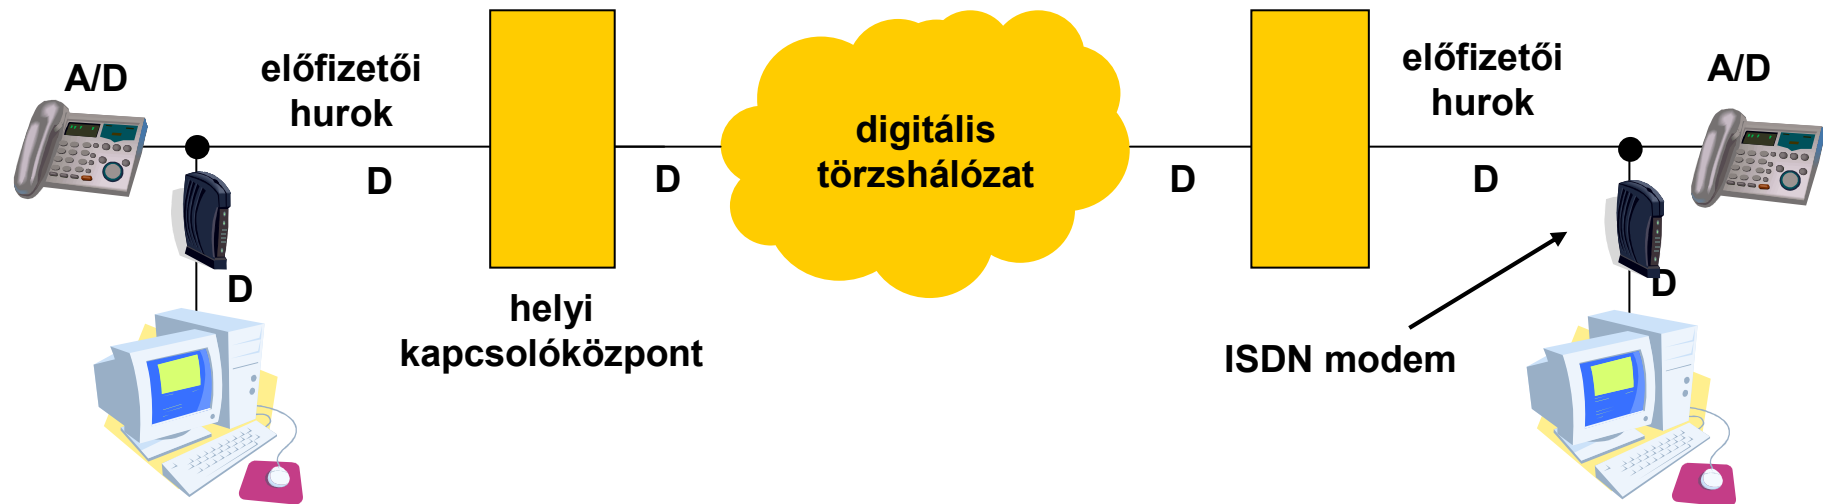 A/D
előfizetői
hurok
D
D
D
helyi
kapcsolóközpont
digitális
törzshálózat
D
előfizetői
hurok
D
A/D
D
ISDN modem